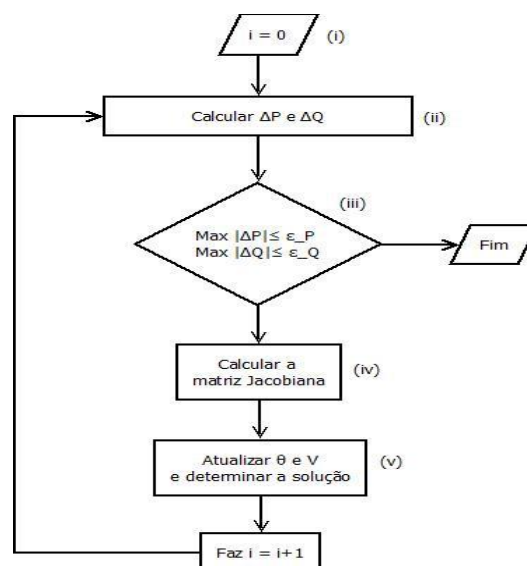 i = 0
(i)
Calcular ΔP e ΔQ
(ii)
(iii)
Max |ΔP|≤ ε_P
Max |ΔQ|≤ ε_Q
Fim
Calcular a
matriz Jacobiana
(iv)
Atualizar θ e V
e determinar a solução
(v)
Faz i = i+1